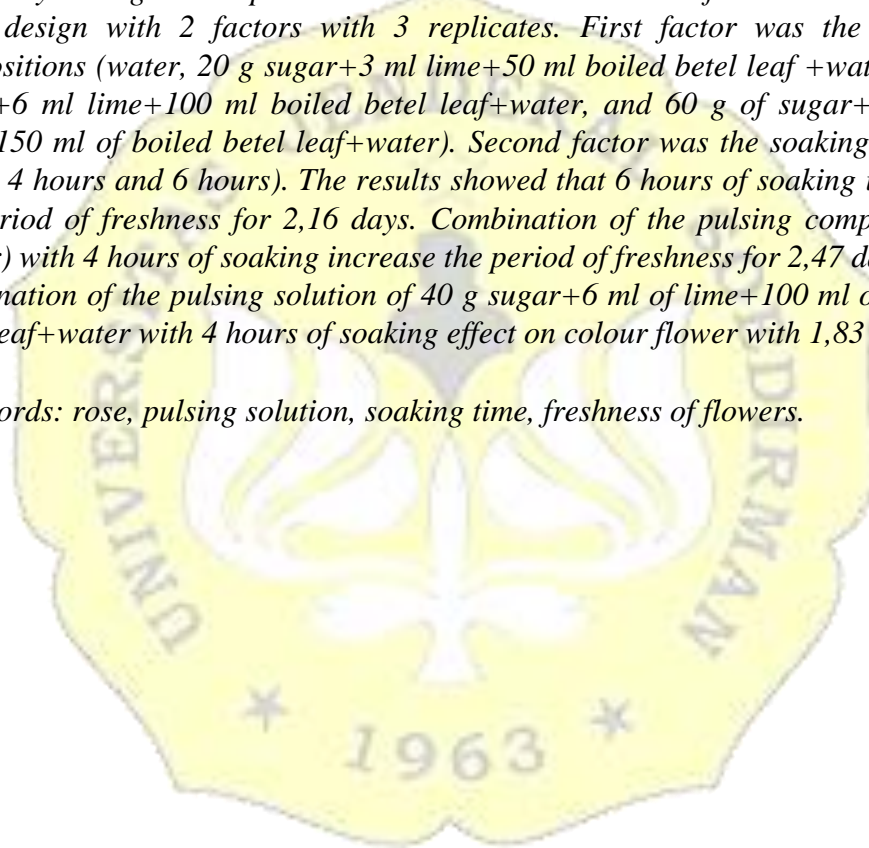 design with 2 factors with 3 replicates. First factor was the
ositions (water, 20 g sugar+3 ml lime+50 ml boiled betel leaf +wat
+6 ml lime+100 ml boiled betel leaf+water, and 60 g of sugar+
150 ml of boiled betel leaf+water). Second factor was the soaking
4 hours and 6 hours). The results showed that 6 hours of soaking
riod of freshness for 2,16 days. Combination of the pulsing comp
r) with 4 hours of soaking increase the period of freshness for 2,47 d
nation of the pulsing solution of 40 g sugar+6 ml of lime+100 ml o
eaf+water with 4 hours of soaking effect on colour flower with 1,83
ords: rose, pulsing solution, soaking time, freshness of flowers.
UNIVERSITAS JENDERAL SOEDIRMAN
1963